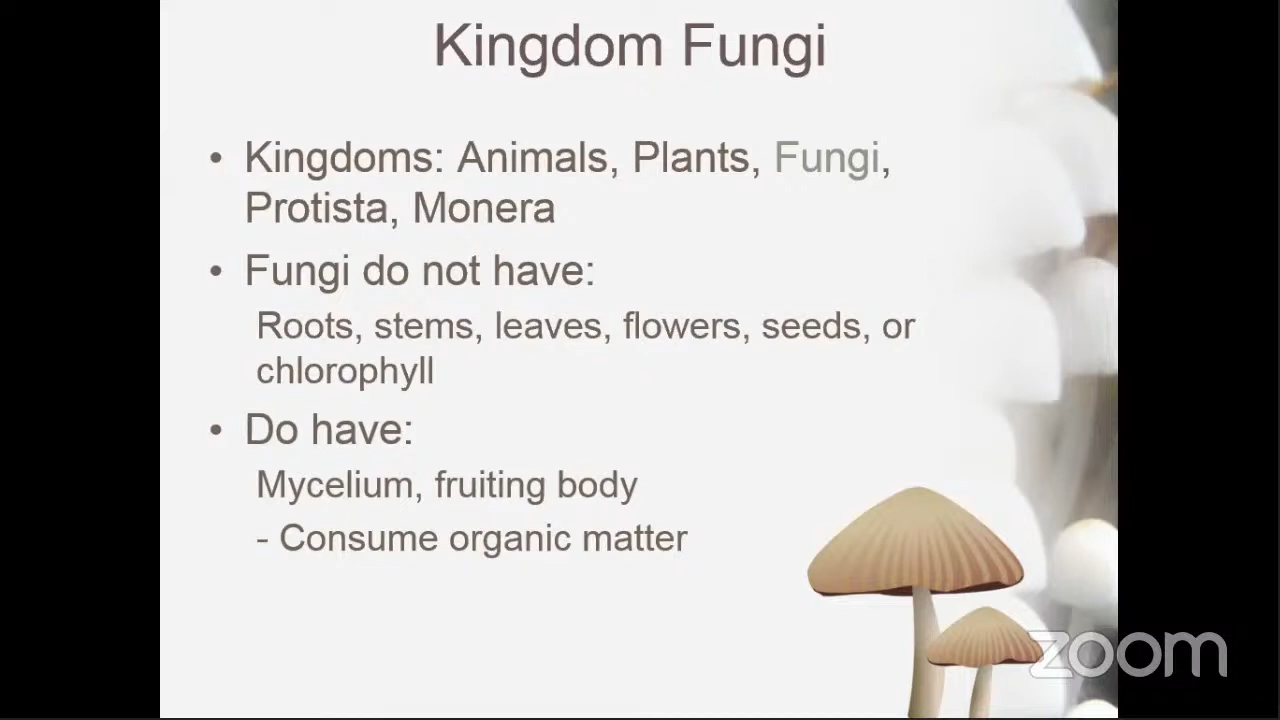 Kingdom Fungi
• Kingdoms: Animals, Plants, Fungi,
Protista, Monera
• Fungi do not have:
Roots, stems, leaves, flowers, seeds, or
chlorophyll
• Do have:
Mycelium, fruiting body
- Consume organic matter
zoom